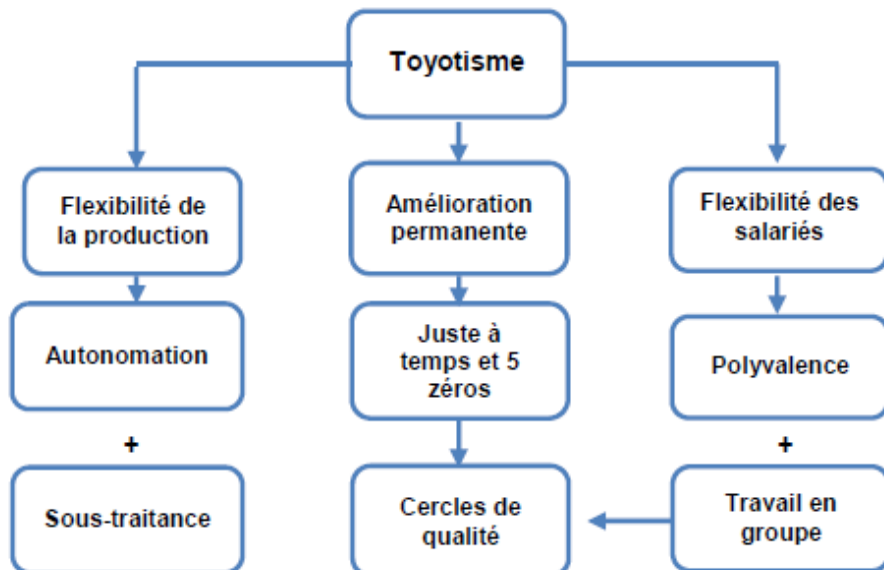 Toyotisme
Flexibilité de
la production
Amélioration
permanente
Flexibilité des
salariés
Autonomation
Juste à
temps et 5
zéros
Polyvalence
+
+
Sous-traitance
Cercles de
qualité
Travail en
groupe